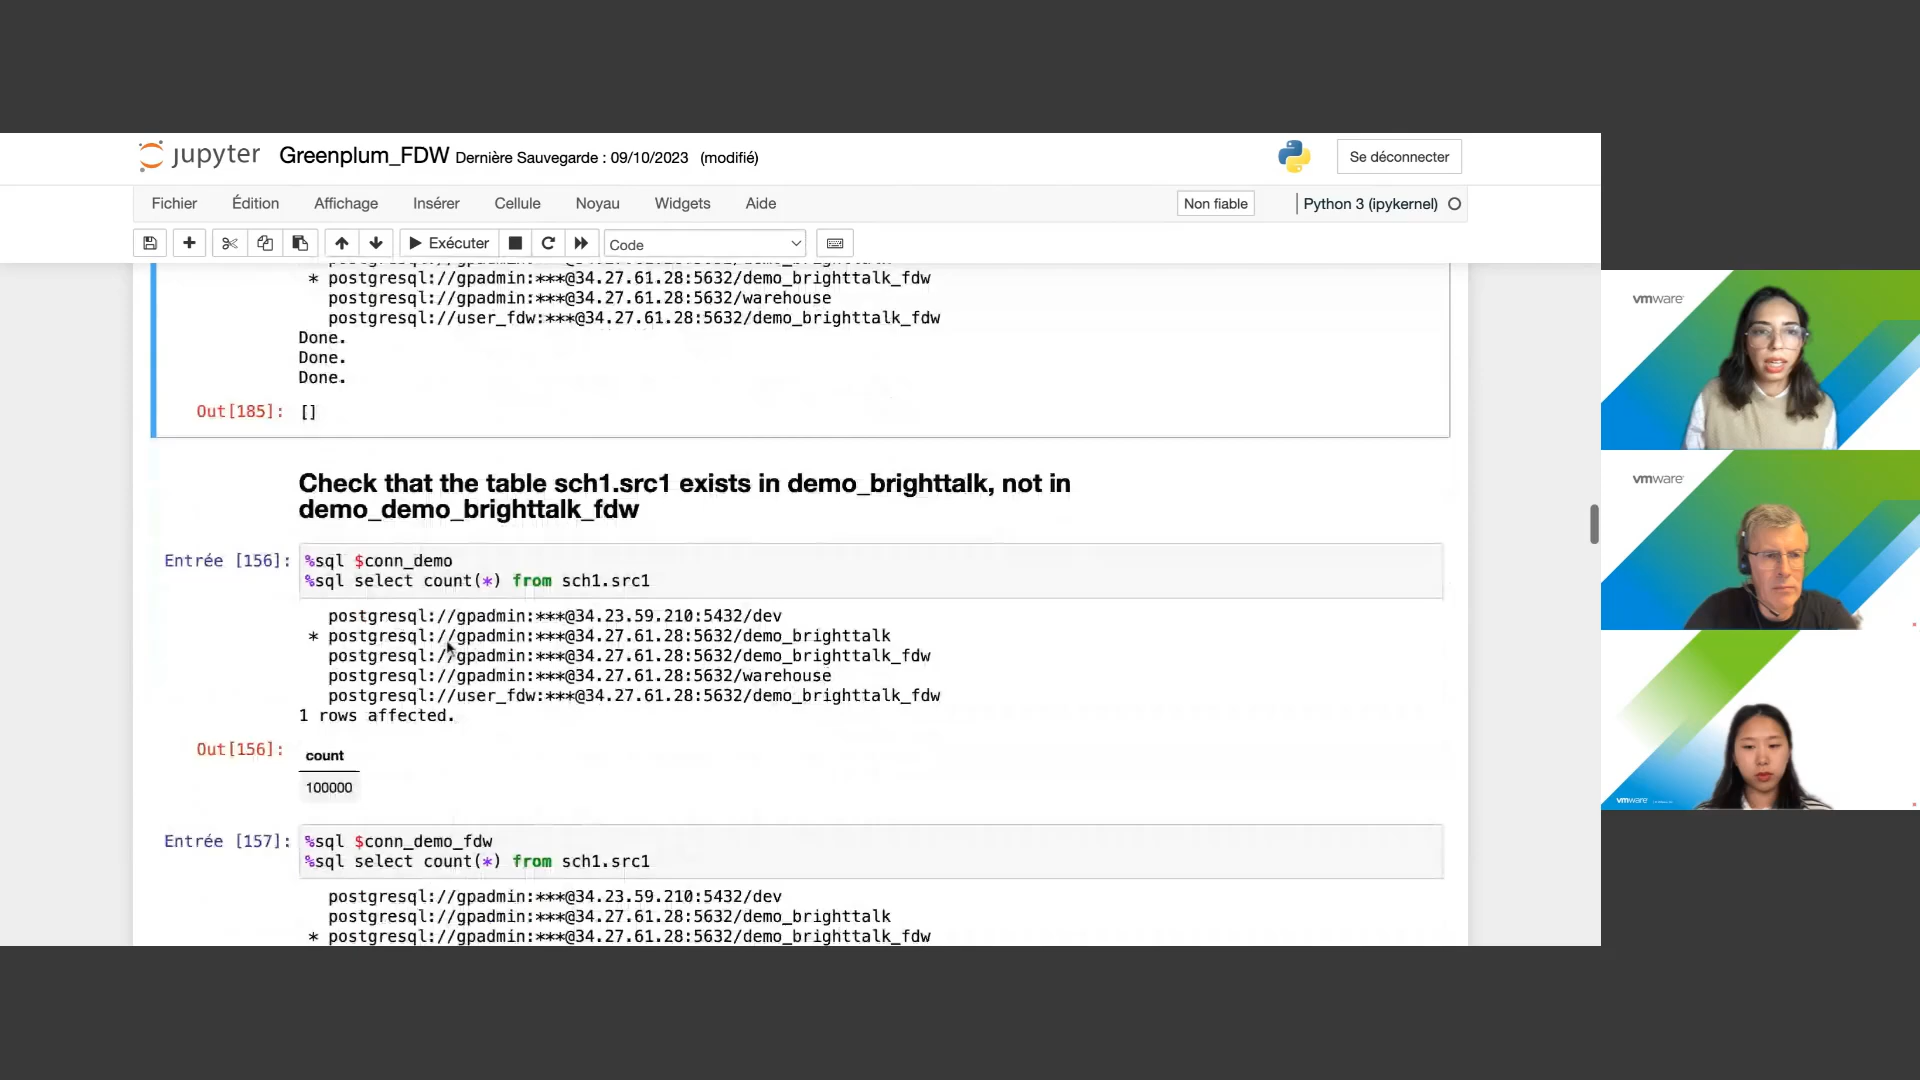 jupyter Greenplum_FDW Dernière Sauvegarde : 09/10/2023 (modifié)
Se déconnecter
Fichier Édition Affichage Insérer Cellule Noyau Widgets Aide
Non fiable
Python 3 (ipykernel)
Exécuter
Code
* postgresql://gpadmin:***@34.27.61.28:5632/demo_brighttalk_fdw
postgresql://gpadmin:***@34.27.61.28:5632/warehouse
postgresql://user_fdw:***@34.27.61.28:5632/demo_brighttalk_fdw
Done.
Done.
Done.
Out[185]: []
Check that the table sch1.src1 exists in demo_brighttalk, not in
demo_demo_brighttalk_fdw
Entrée [156]: %sql $conn_demo
%sql select count(*) from sch1.src1
postgresql://gpadmin:***@34.23.59.210:5432/dev
* postgresql://gpadmin:***@34.27.61.28:5632/demo_brighttalk
postgresql://gpadmin:***@34.27.61.28:5632/demo_brighttalk_fdw
postgresql://gpadmin:***@34.27.61.28:5632/warehouse
postgresql://user_fdw:***@34.27.61.28:5632/demo_brighttalk_fdw
1 rows affected.
Out[156]: count
100000
Entrée [157]: %sql $conn_demo_fdw
%sql select count(*) from sch1.src1
postgresql://gpadmin:***@34.23.59.210:5432/dev
postgresql://gpadmin:***@34.27.61.28:5632/demo_brighttalk
* postgresql://gpadmin:***@34.27.61.28:5632/demo_brighttalk_fdw
vmware
vmware
vmware